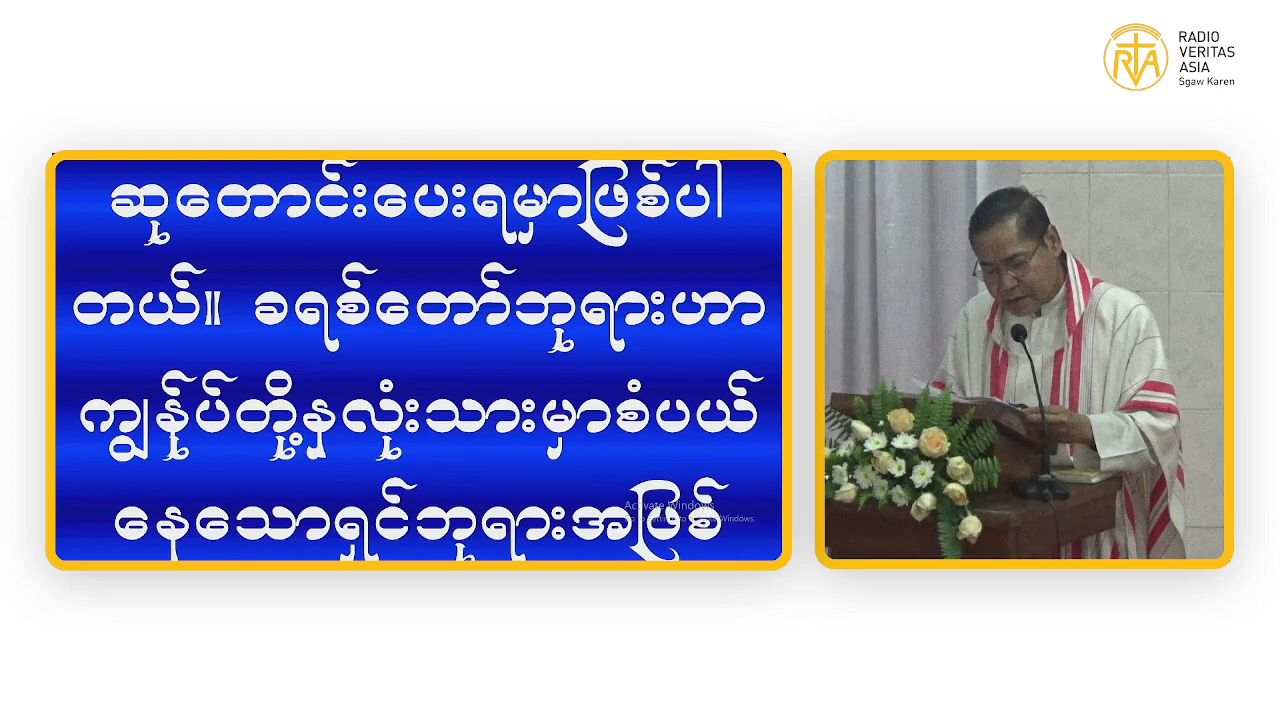 RADIO
VERITAS
ASIA
Sgaw Karen
RVA
ဆုတောင်းပေးရမှာဖြစ်ပါ
တယ်။ ခရစ်တော်ဘုရားဟာ
ကျွန်ုပ်တို့နှလုံးသားမှာစံပယ်
နေသောရှင်ဘုရားအဖြစ်
Activate Windows